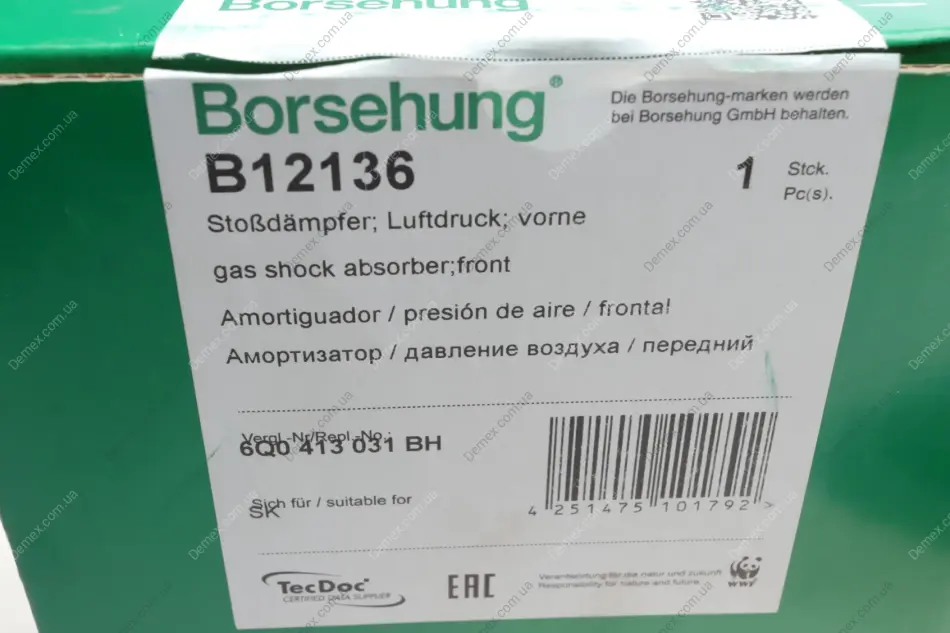 Borsehung
Borsehung®
Die Borsehung-marken werden
bei Borsehung GmbH behalten.
B12136
1 Stck.
Pc(s).
Stoßdämpfer; Luftdruck; vorne
gas shock absorber;front
Amortiguador / presión de aire / frontal
Амортизатор / давление воздуха / передний
Vergl.-Nr/Repl.-No.:
6Q0 413 031 BH
Sich für / suitable for
SK
4 251475 101792 >
TecDoc
CERTIFIED DATA SUPPLIER
EAC
Verantwortung für die natur und zukunft
Responsibility for nature and future.
WWF
Demex.com.ua